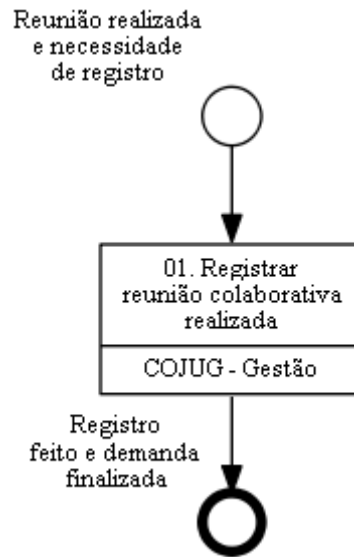 Reunião realizada
e necessidade
de registro
01. Registrar
reunião colaborativa
realizada
COJUG - Gestão
Registro
feito e demanda
finalizada